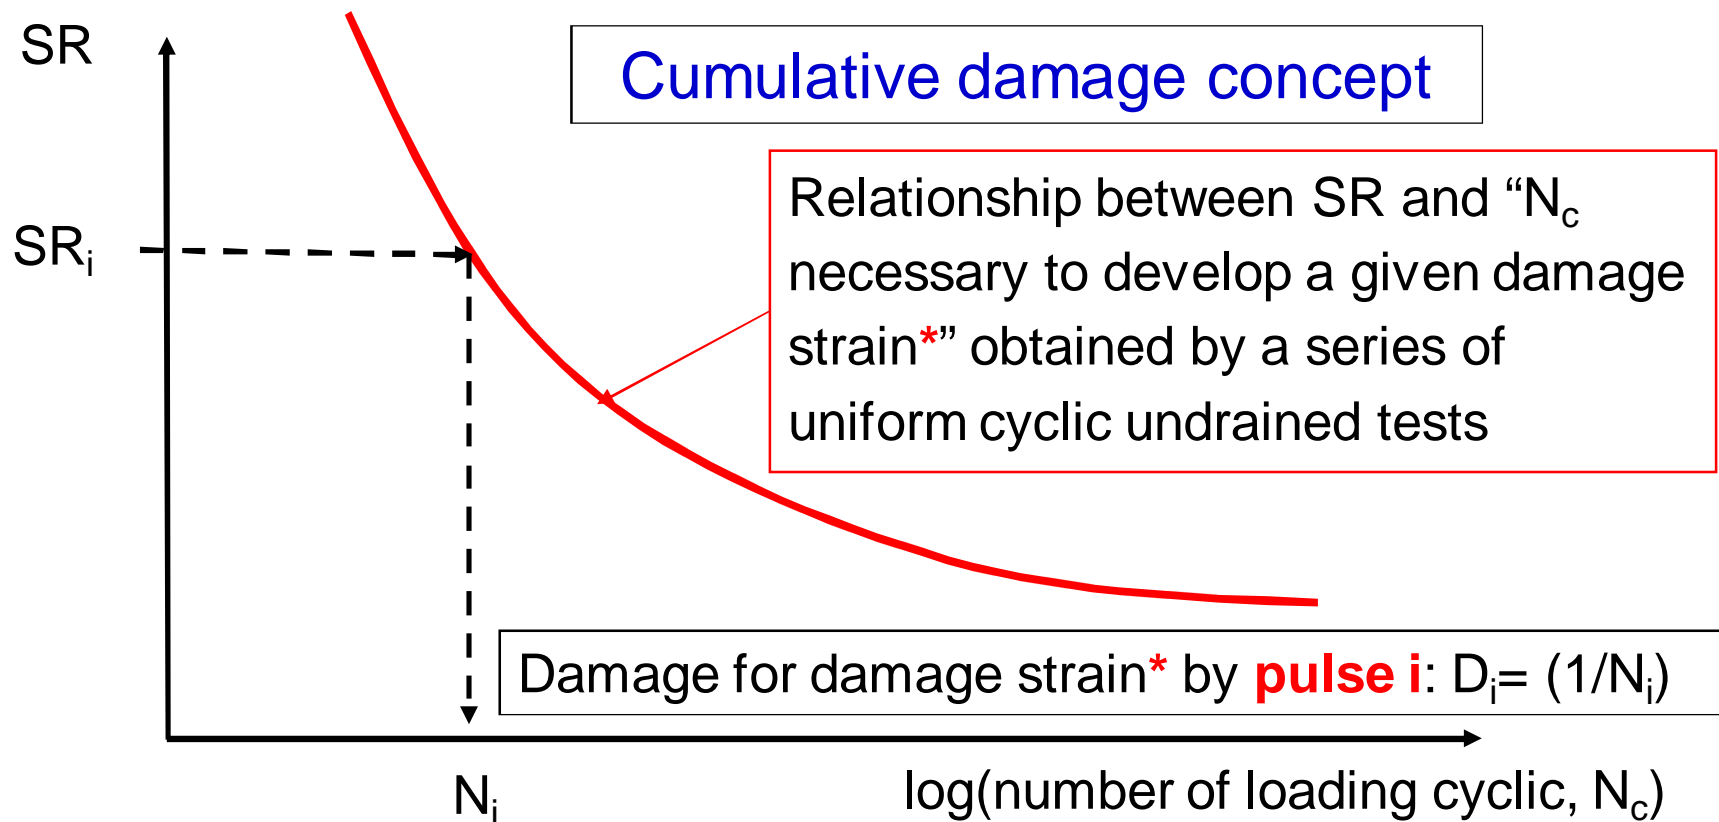 SR
Cumulative damage concept
Relationship between SR and “Nc
necessary to develop a given damage
strain*” obtained by a series of
uniform cyclic undrained tests
SRi
Damage for damage strain* by pulse i: Di= (1/Ni)
Ni
log(number of loading cyclic, Nc)